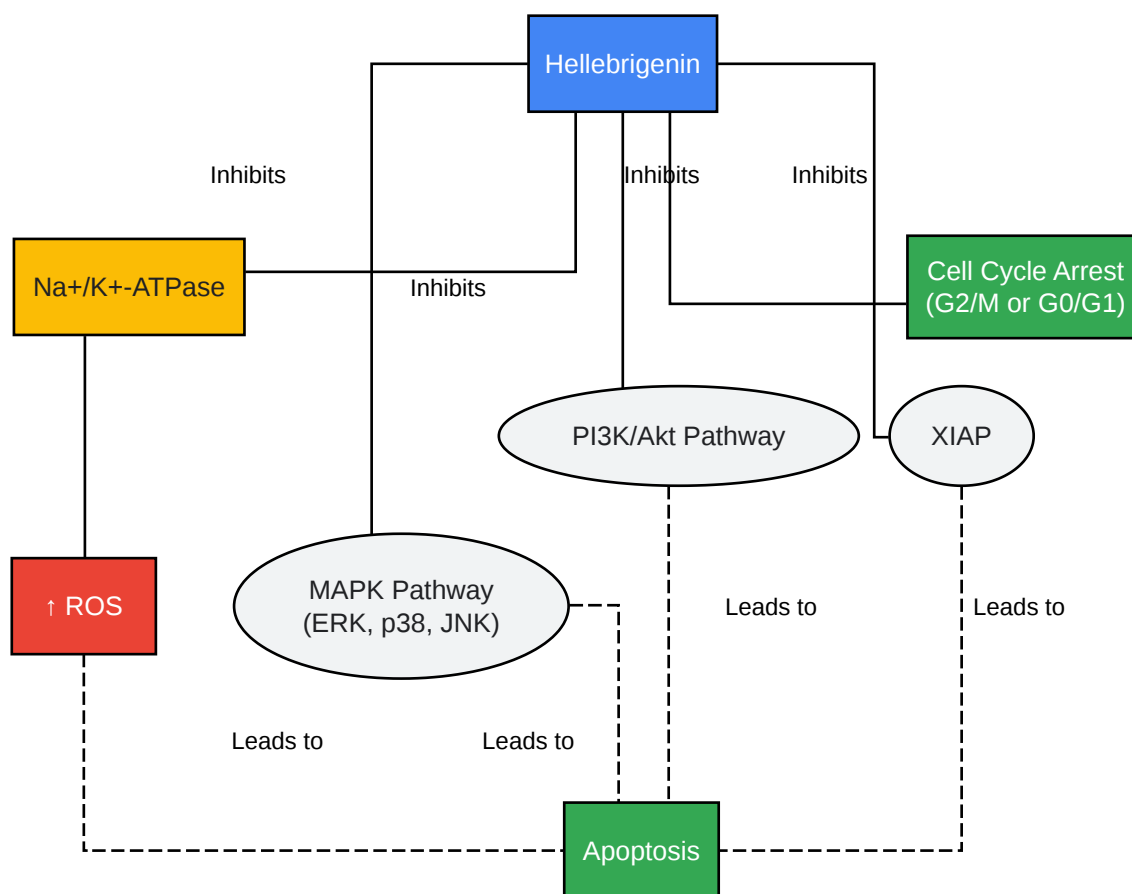 Hellebrigenin
Inhibits
Inhibits
Inhibits
Na+/K+-ATPase
Inhibits
Cell Cycle Arrest
(G2/M or G0/G1)
PI3K/Akt Pathway
XIAP
↑ ROS
MAPK Pathway
(ERK, p38, JNK)
Leads to
Leads to
Leads to
Leads to
Apoptosis